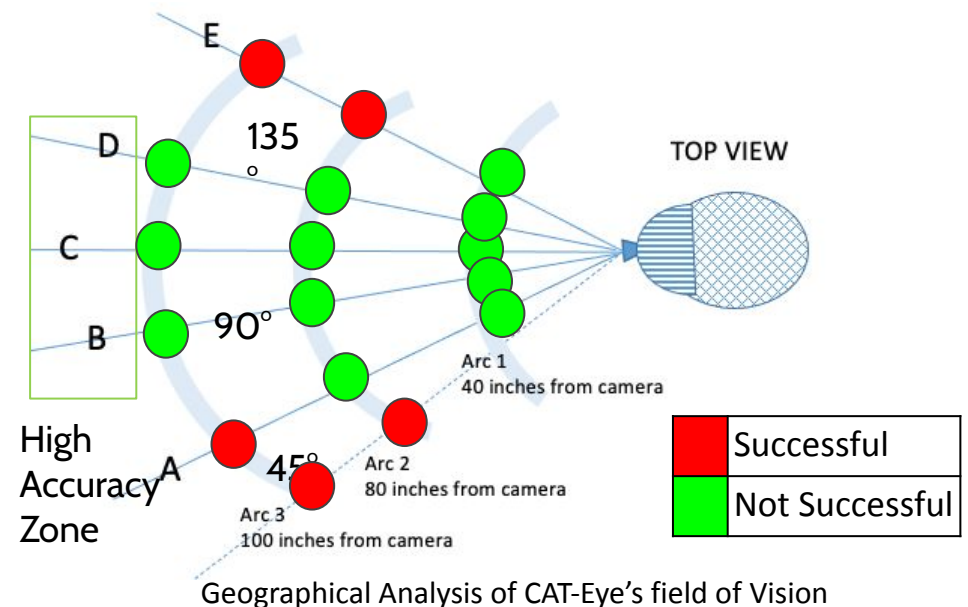 E
135
°
D
TOP VIEW
C
90°
B
Arc 1
40 inches from camera
High
Accuracy
Zone
A
45°
Arc 2
80 inches from camera
Arc 3
100 inches from camera
Successful
Not Successful
Geographical Analysis of CAT-Eye’s field of Vision